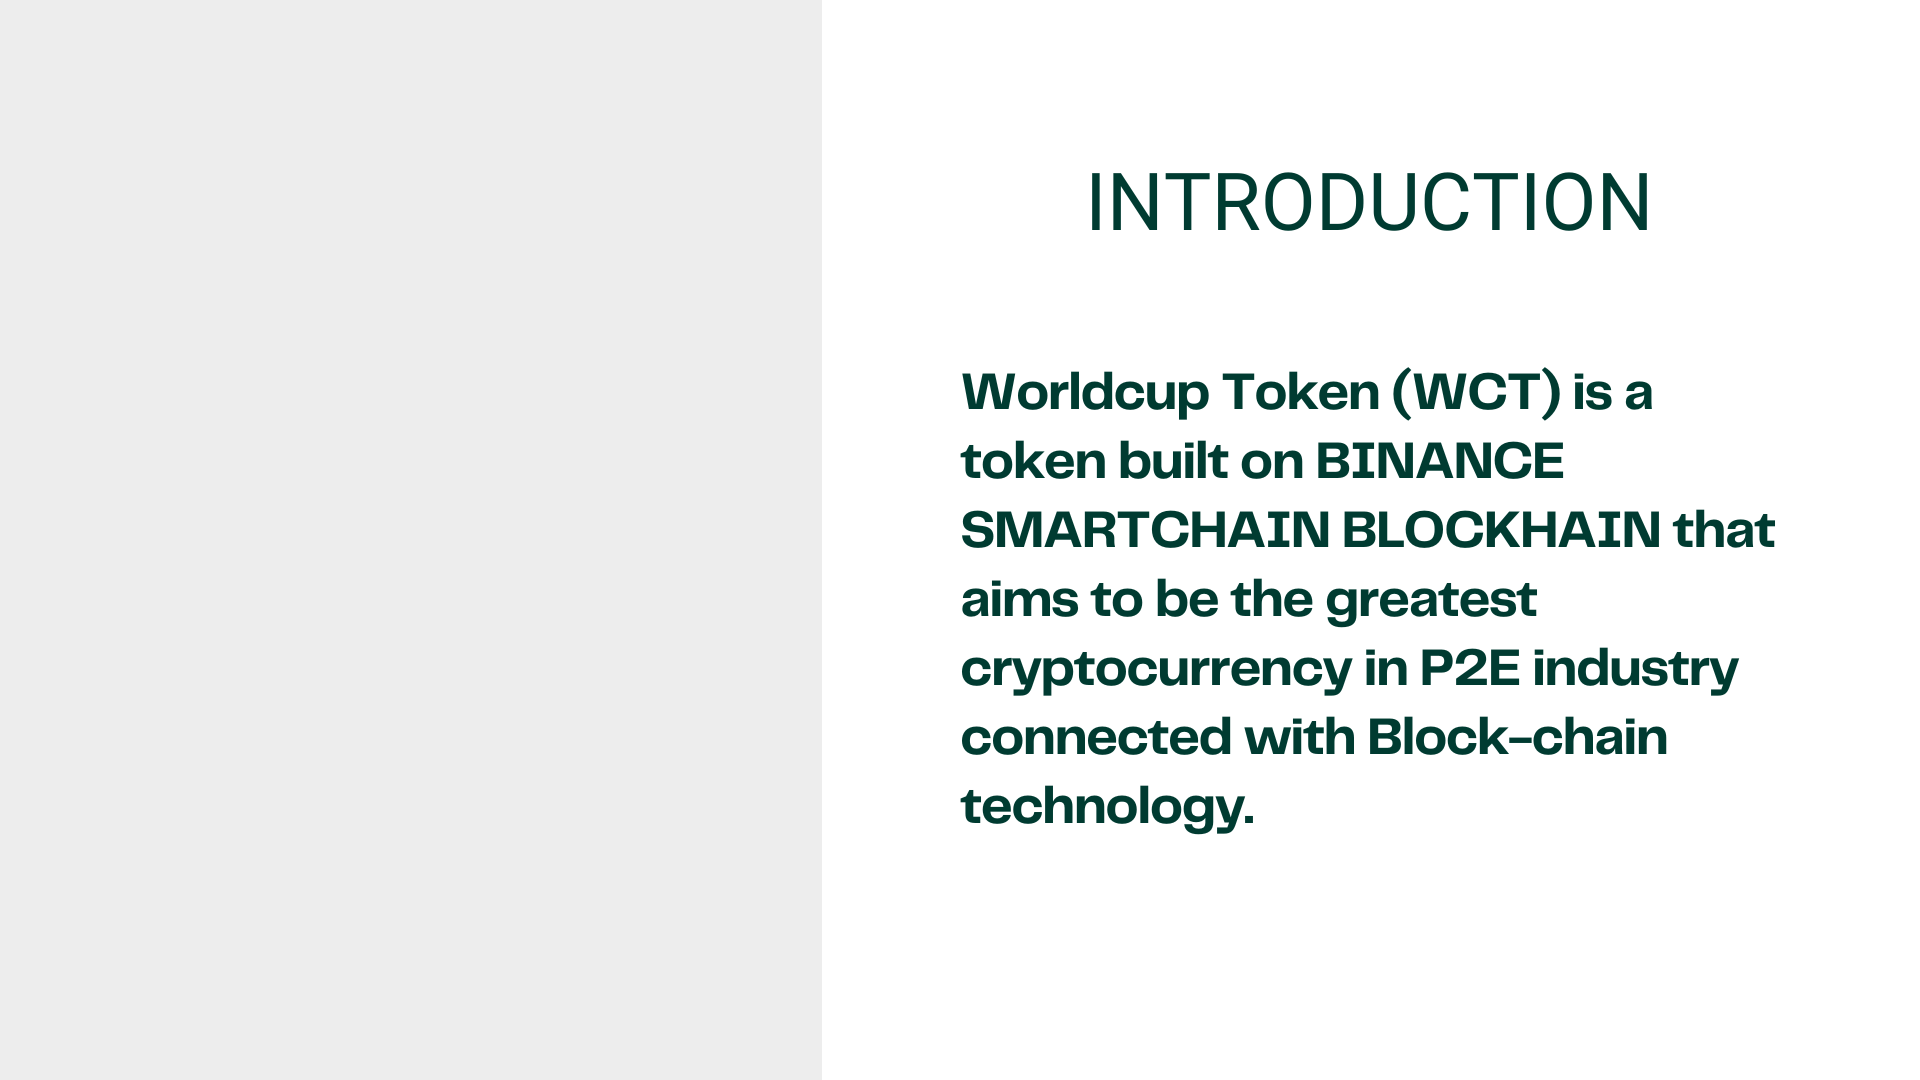 INTRODUCTION
Worldcup Token (WCT) is a
token built on BINANCE
SMARTCHAIN BLOCKHAIN that
aims to be the greatest
cryptocurrency in P2E industry
connected with Block-chain
technology.